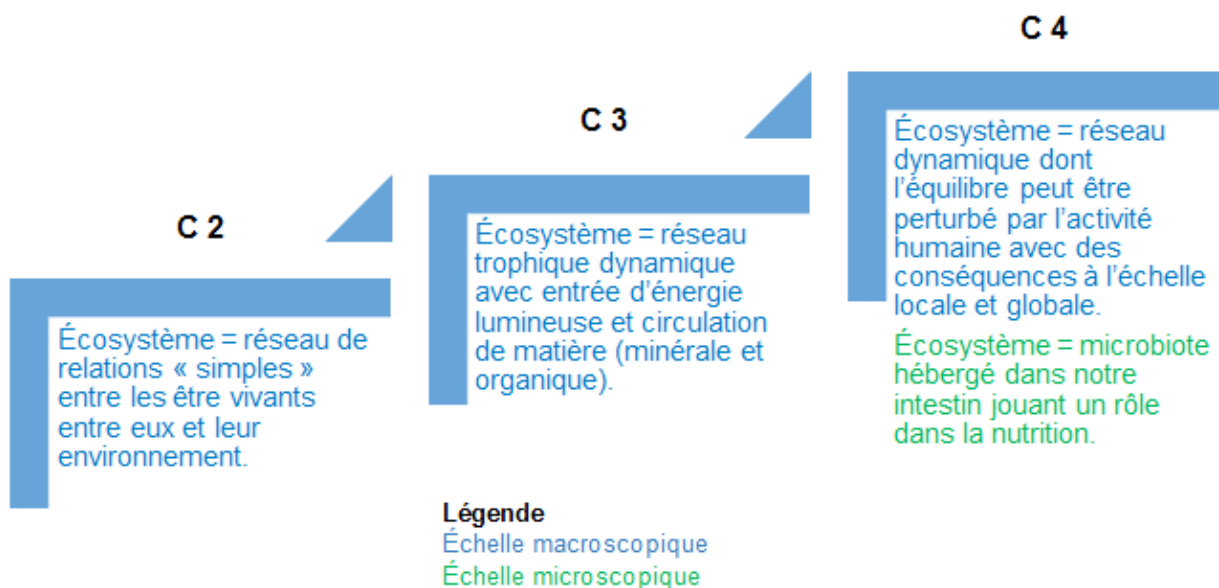 C 2
Écosystème = réseau de
relations « simples »
entre les être vivants
entre eux et leur
environnement.
C 3
Écosystème = réseau
trophique dynamique
avec entrée d'énergie
lumineuse et circulation
de matière (minérale et
organique).
C 4
Écosystème = réseau
dynamique dont
l'équilibre peut être
perturbé par l'activité
humaine avec des
conséquences à l'échelle
locale et globale.
Écosystème = microbiote
hébergé dans notre
intestin jouant un rôle
dans la nutrition.
Légende
Échelle macroscopique
Échelle microscopique